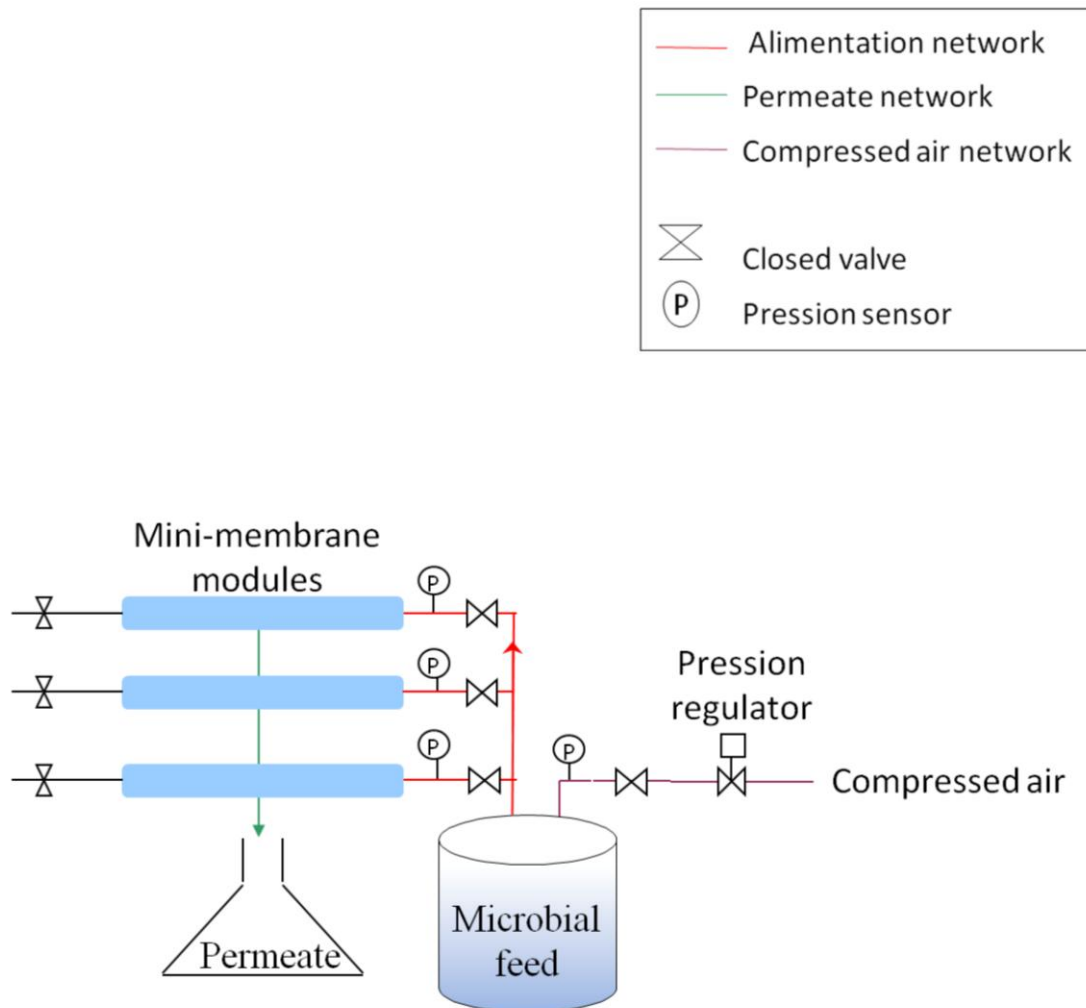 Alimentation network
Permeate network
Compressed air network
Closed valve
P
Pression sensor
Mini-membrane
modules
P
P
P
P
Pression
regulator
Compressed air
Microbial
feed
Permeate